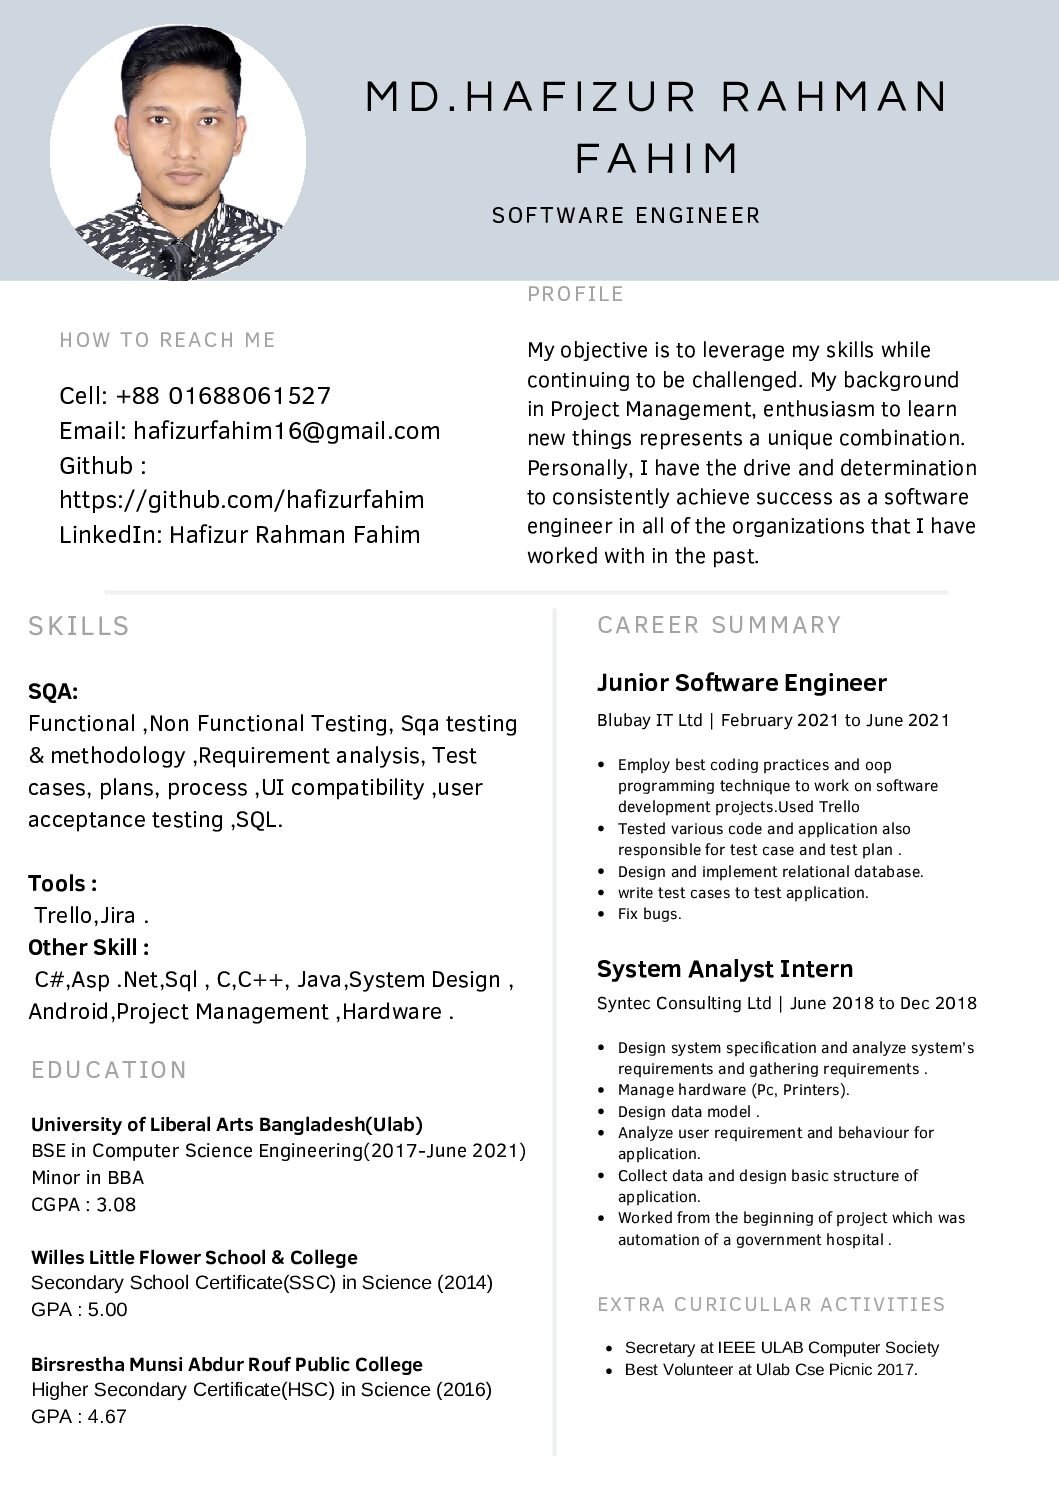 MD.HAFIZUR RAHMAN
FAHIM
SOFTWARE ENGINEER
HOW TO REACH ME
Cell: +88 01688061527
Email: hafizurfahim16@gmail.com
Github :
https://github.com/hafizurfahim
LinkedIn: Hafizur Rahman Fahim
PROFILE
My objective is to leverage my skills while
continuing to be challenged. My background
in Project Management, enthusiasm to learn
new things represents a unique combination.
Personally, I have the drive and determination
to consistently achieve success as a software
engineer in all of the organizations that I have
worked with in the past.
SKILLS
SQA:
Functional ,Non Functional Testing, Sqa testing
& methodology ,Requirement analysis, Test
cases, plans, process ,UI compatibility ,user
acceptance testing ,SQL.
Tools :
Trello,Jira .
Other Skill :
C#,Asp .Net,Sql , C,C++, Java,System Design ,
Android,Project Management ,Hardware .
EDUCATION
University of Liberal Arts Bangladesh(Ulab)
BSE in Computer Science Engineering(2017-June 2021)
Minor in BBA
CGPA : 3.08
Willes Little Flower School & College
Secondary School Certificate(SSC) in Science (2014)
GPA : 5.00
Birsrestha Munsi Abdur Rouf Public College
Higher Secondary Certificate(HSC) in Science (2016)
GPA : 4.67
CAREER SUMMARY
Junior Software Engineer
Blubay IT Ltd | February 2021 to June 2021
• Employ best coding practices and oop
programming technique to work on software
development projects.Used Trello
• Tested various code and application also
responsible for test case and test plan .
• Design and implement relational database.
• write test cases to test application.
• Fix bugs.
System Analyst Intern
Syntec Consulting Ltd | June 2018 to Dec 2018
• Design system specification and analyze system's
requirements and gathering requirements .
• Manage hardware (Pc, Printers).
• Design data model .
• Analyze user requirement and behaviour for
application.
• Collect data and design basic structure of
application.
• Worked from the beginning of project which was
automation of a government hospital .
EXTRA CURICULLAR ACTIVITIES
• Secretary at IEEE ULAB Computer Society
• Best Volunteer at Ulab Cse Picnic 2017.